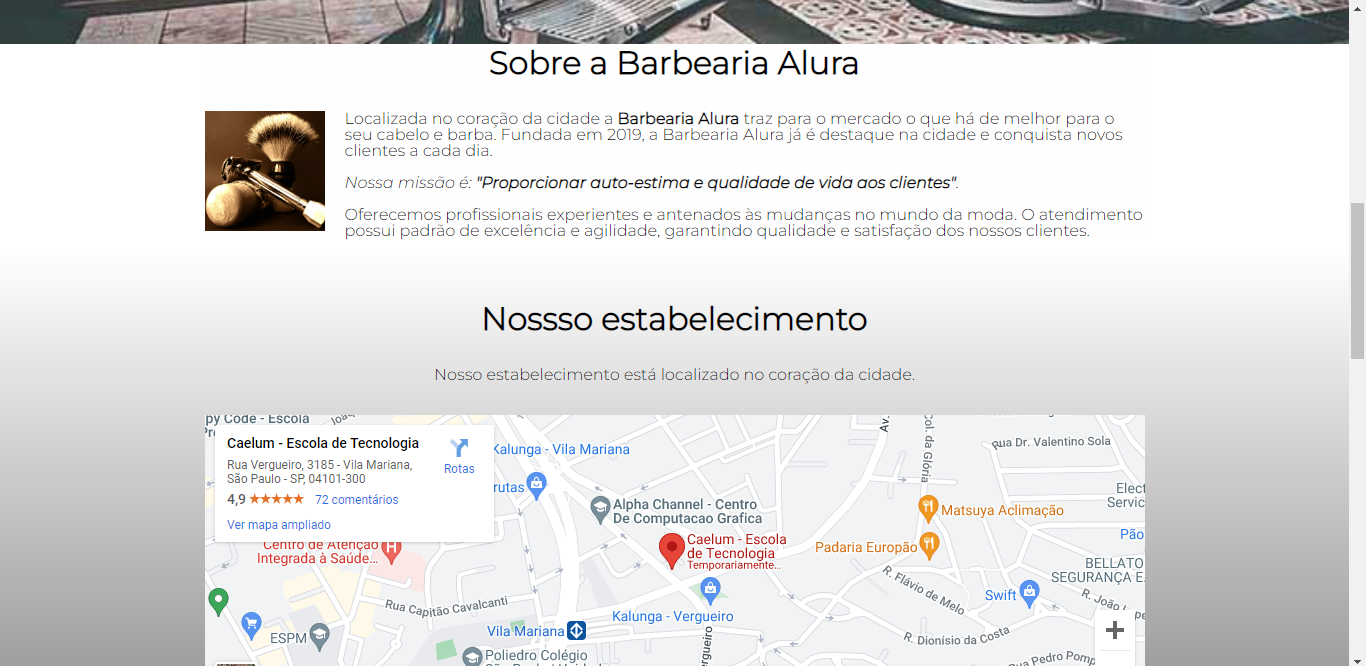 Sobre a Barbearia Alura
Localizada no coração da cidade a Barbearia Alura traz para o mercado o que há de melhor para o
seu cabelo e barba. Fundada em 2019, a Barbearia Alura já é destaque na cidade e conquista novos
clientes a cada dia.
Nossa missão é: "Proporcionar auto-estima e qualidade de vida aos clientes".
Oferecemos profissionais experientes e antenados às mudanças no mundo da moda. O atendimento
possui padrão de excelência e agilidade, garantindo qualidade e satisfação dos nossos clientes.
Nossso estabelecimento
Nosso estabelecimento está localizado no coração da cidade.
py Code - Escola
Caelum - Escola de Tecnologia
Rua Vergueiro, 3185 - Vila Mariana,
São Paulo - SP, 04101-300
4,9
72 comentários
Ver mapa ampliado
Rotas
Kalunga - Vila Mariana
rutas
Alpha Channel - Centro
De Computacao Grafica
Caelum - Escola
de Tecnologia
Temporariamente...
Centro de Atenção
Integrada à Saúde...
H
Av.
Col. da Glória
Rua Dr. Valentino Sola
Elect
Servic
Matsuya Aclimação
Padaria Europão
Pão
BELLATO
SEGURANÇA E.
R. Flávio de Melo
Swift
R. João L
pe
Kalunga - Vergueiro
Rua Capitão Cavalcanti
Vila Mariana
ESPM
Poliedro Colégio
ergueiro
R. Dionísio da Costa
Rua Pedro Pomp
+